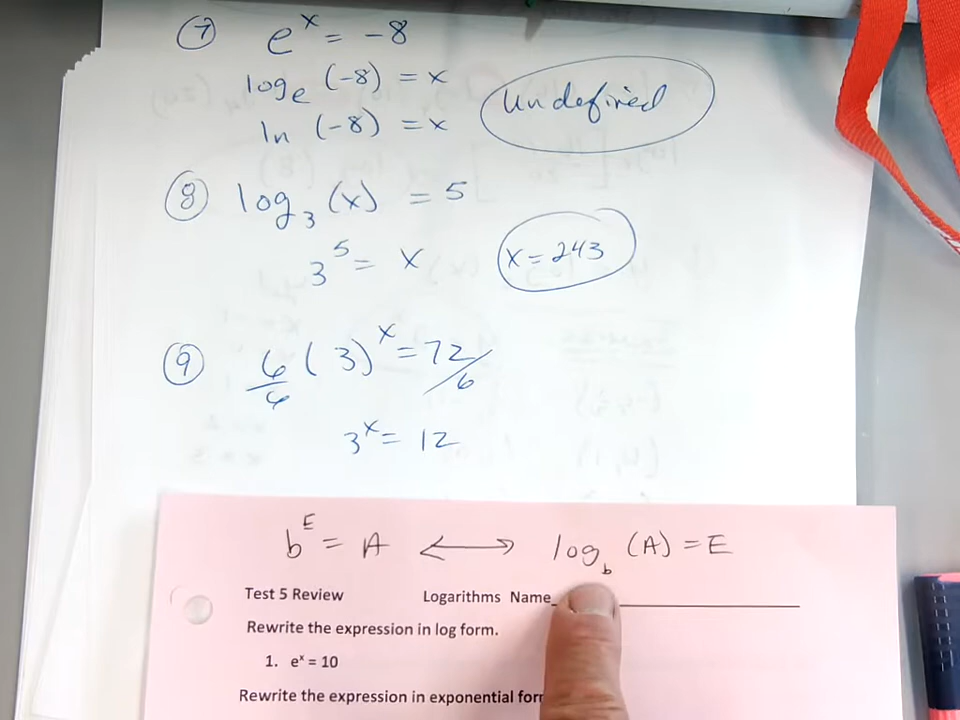 ⑦ e^x = -8
log_e (-8) = x
ln (-8) = x
Undefined
⑧ log_3 (x) = 5
3^5 = x
x = 243
⑨ 6/6 (3)^x = 72/6
3^x = 12
b^E = A ⟷ log_b (A) = E
Test 5 Review Logarithms Name
Rewrite the expression in log form.
1. e^x = 10
Rewrite the expression in exponential for